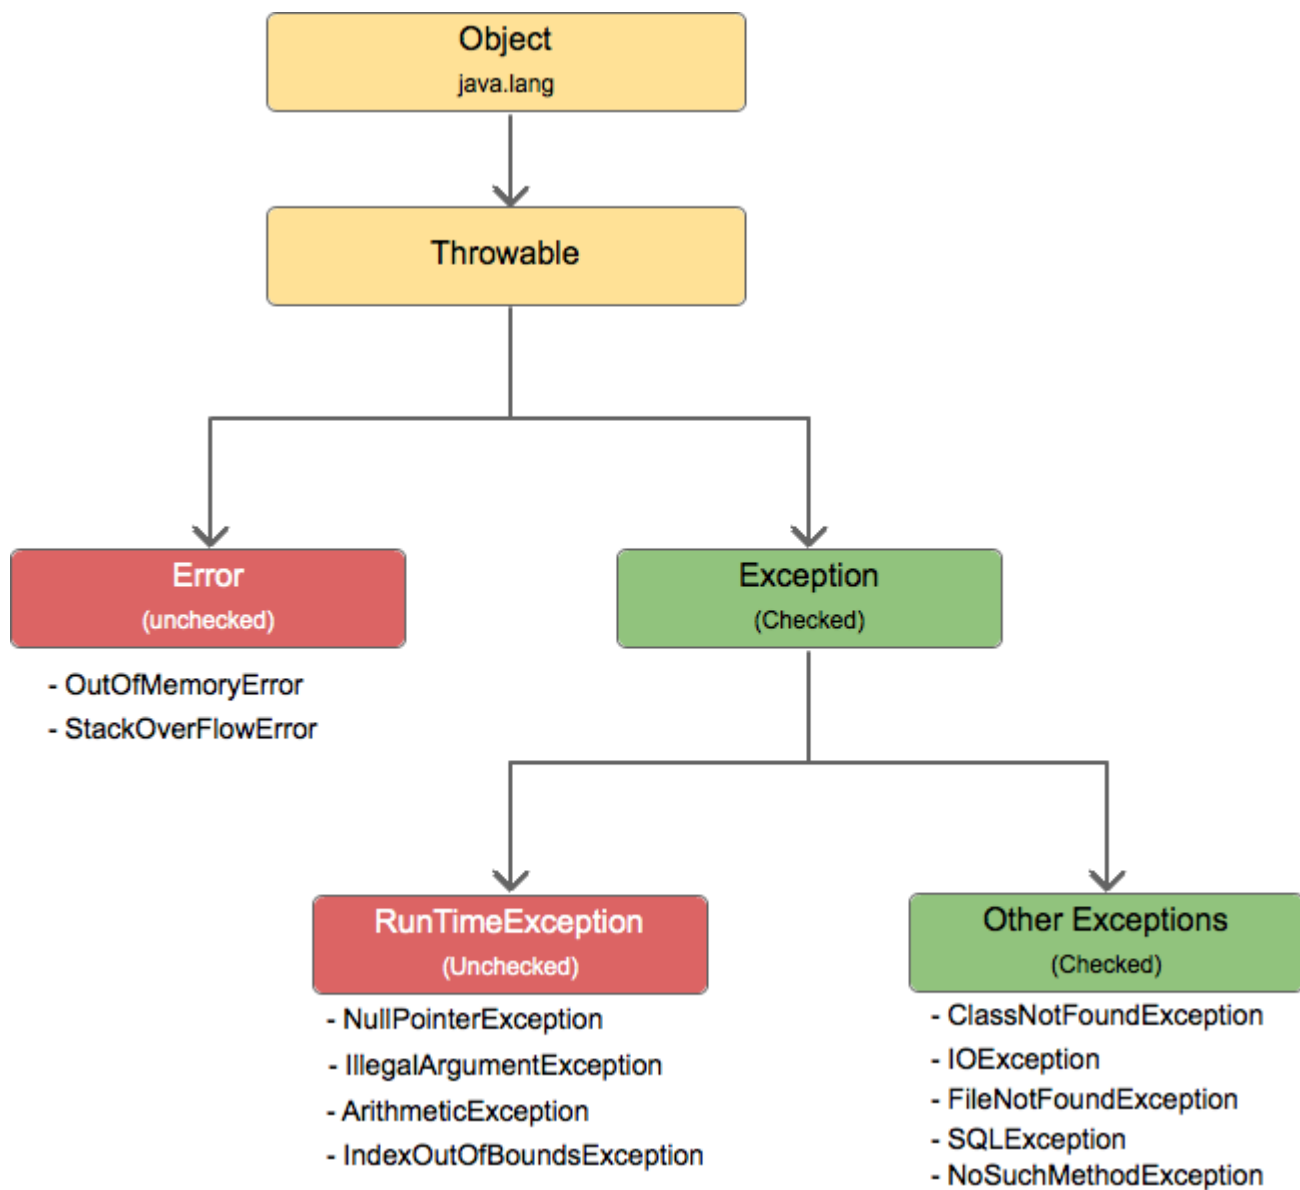 Object
java.lang
Throwable
Error
(unchecked)
- OutOfMemoryError
- StackOverFlowError
Exception
(Checked)
RunTimeException
(Unchecked)
- NullPointerException
- IllegalArgumentException
- ArithmeticException
- IndexOutOfBoundsException
Other Exceptions
(Checked)
- ClassNotFoundException
- IOException
- FileNotFoundException
- SQLException
- NoSuchMethodException